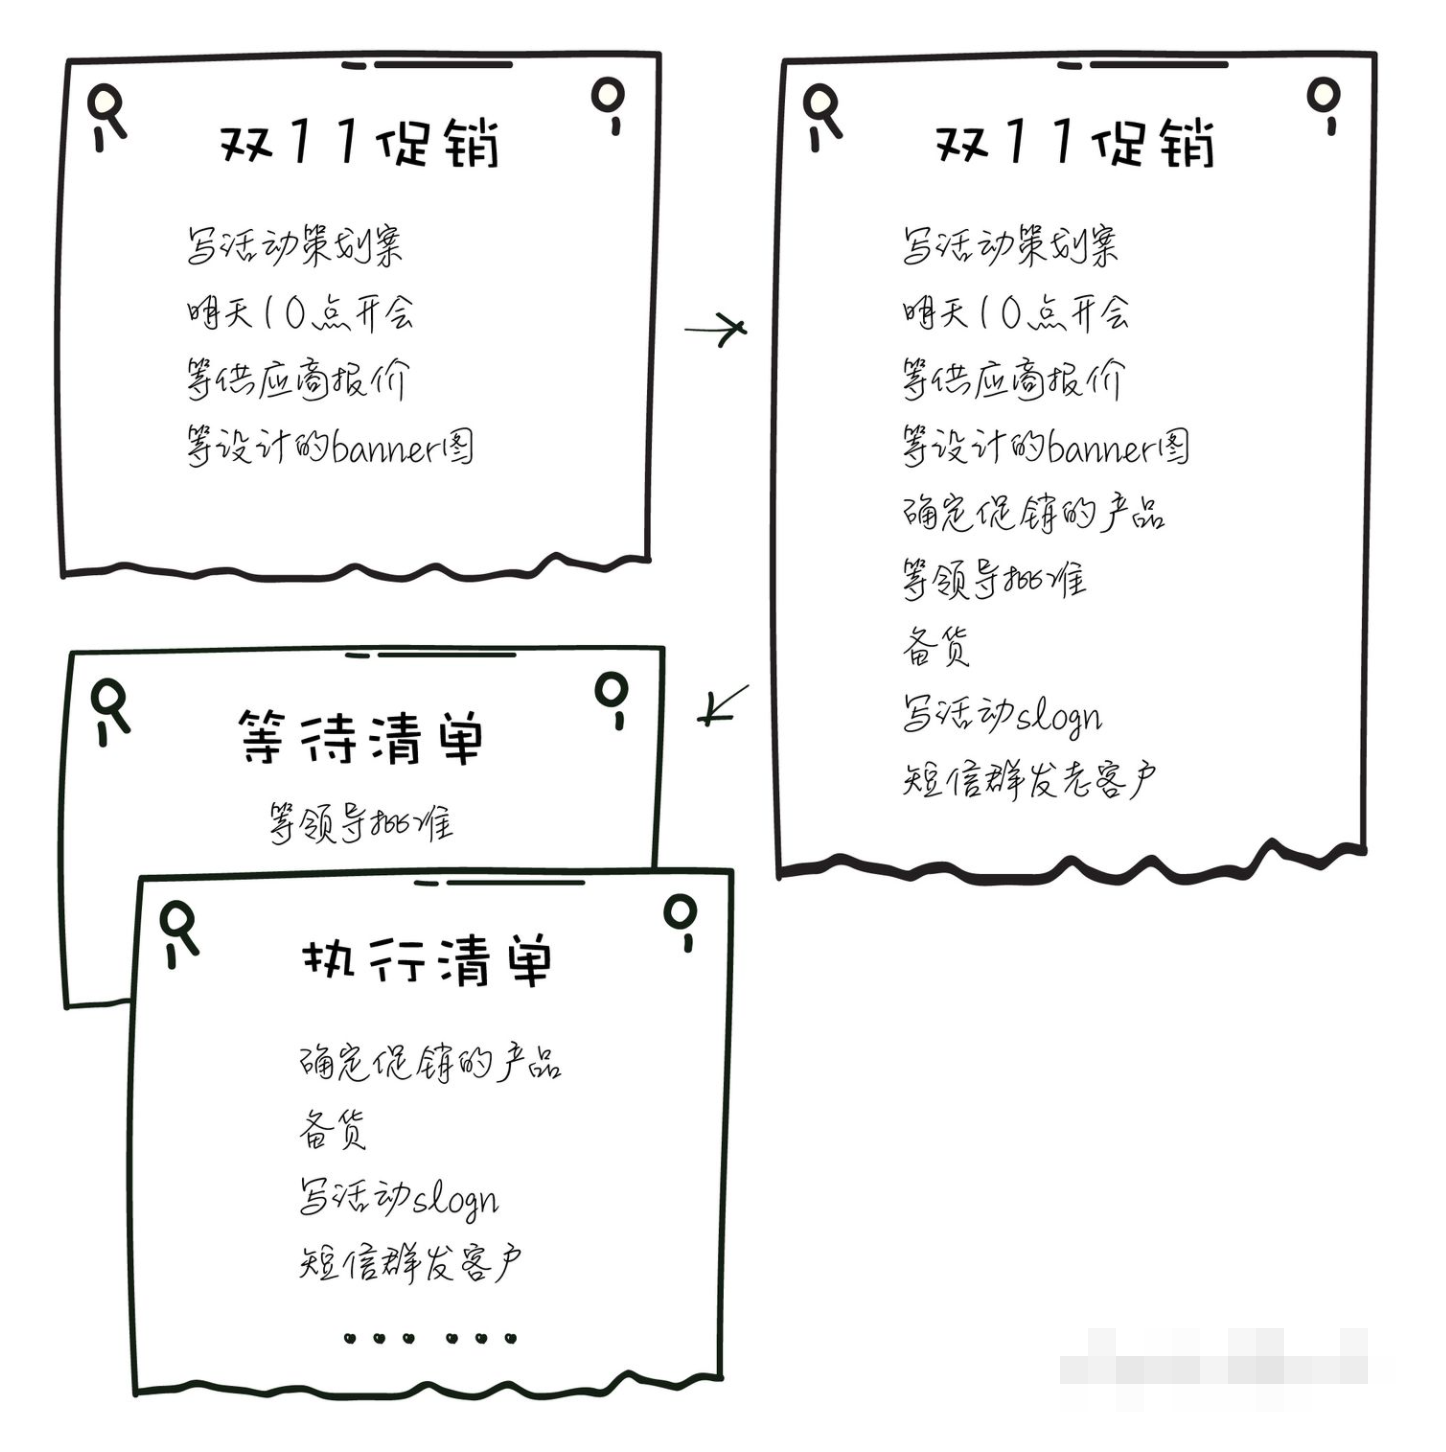 双11促销
写活动策划案
明天10点开会
等供应商报价
等设计的banner图
双11促销
写活动策划案
明天10点开会
等供应商报价
等设计的banner图
确定促销的产品
等领导批准
备货
写活动slogn
短信群发老客户
等待清单
等领导批准
执行清单
确定促销的产品
备货
写活动slogn
短信群发客户
……